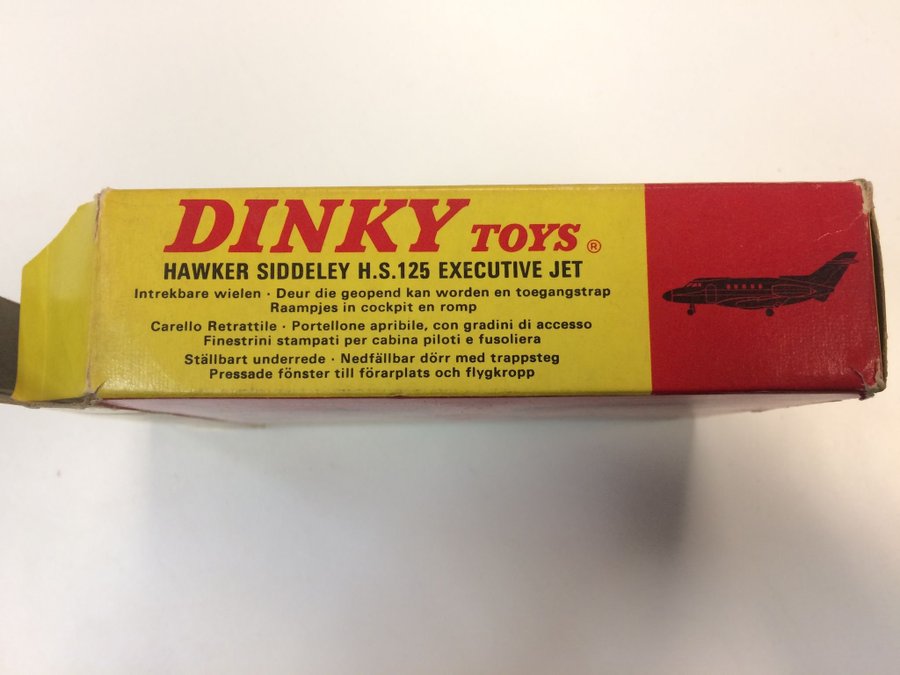 DINKY TOYS ®
HAWKER SIDDELEY H.S.125 EXECUTIVE JET
Intrekbare wielen · Deur die geopend kan worden en toegangstrap
Raampjes in cockpit en romp
Carello Retrattile · Portellone apribile, con gradini di accesso
Finestrini stampati per cabina piloti e fusoliera
Ställbart underrede · Nedfällbar dörr med trappsteg
Pressade fönster till förarplats och flygkropp